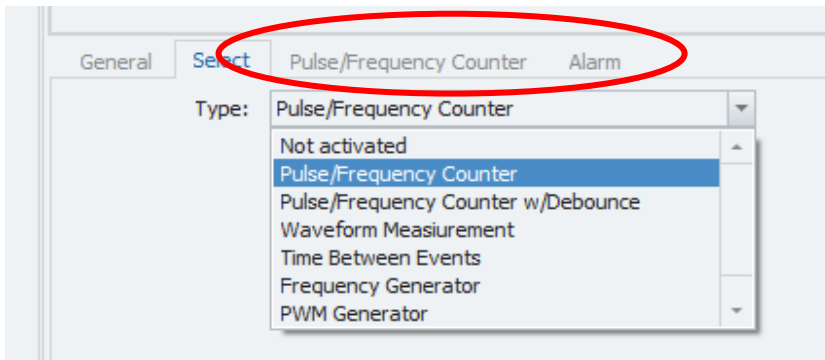 General Select Pulse/Frequency Counter Alarm
Type: Pulse/Frequency Counter
Not activated
Pulse/Frequency Counter
Pulse/Frequency Counter w/Debounce
Waveform Measiurement
Time Between Events
Frequency Generator
PWM Generator